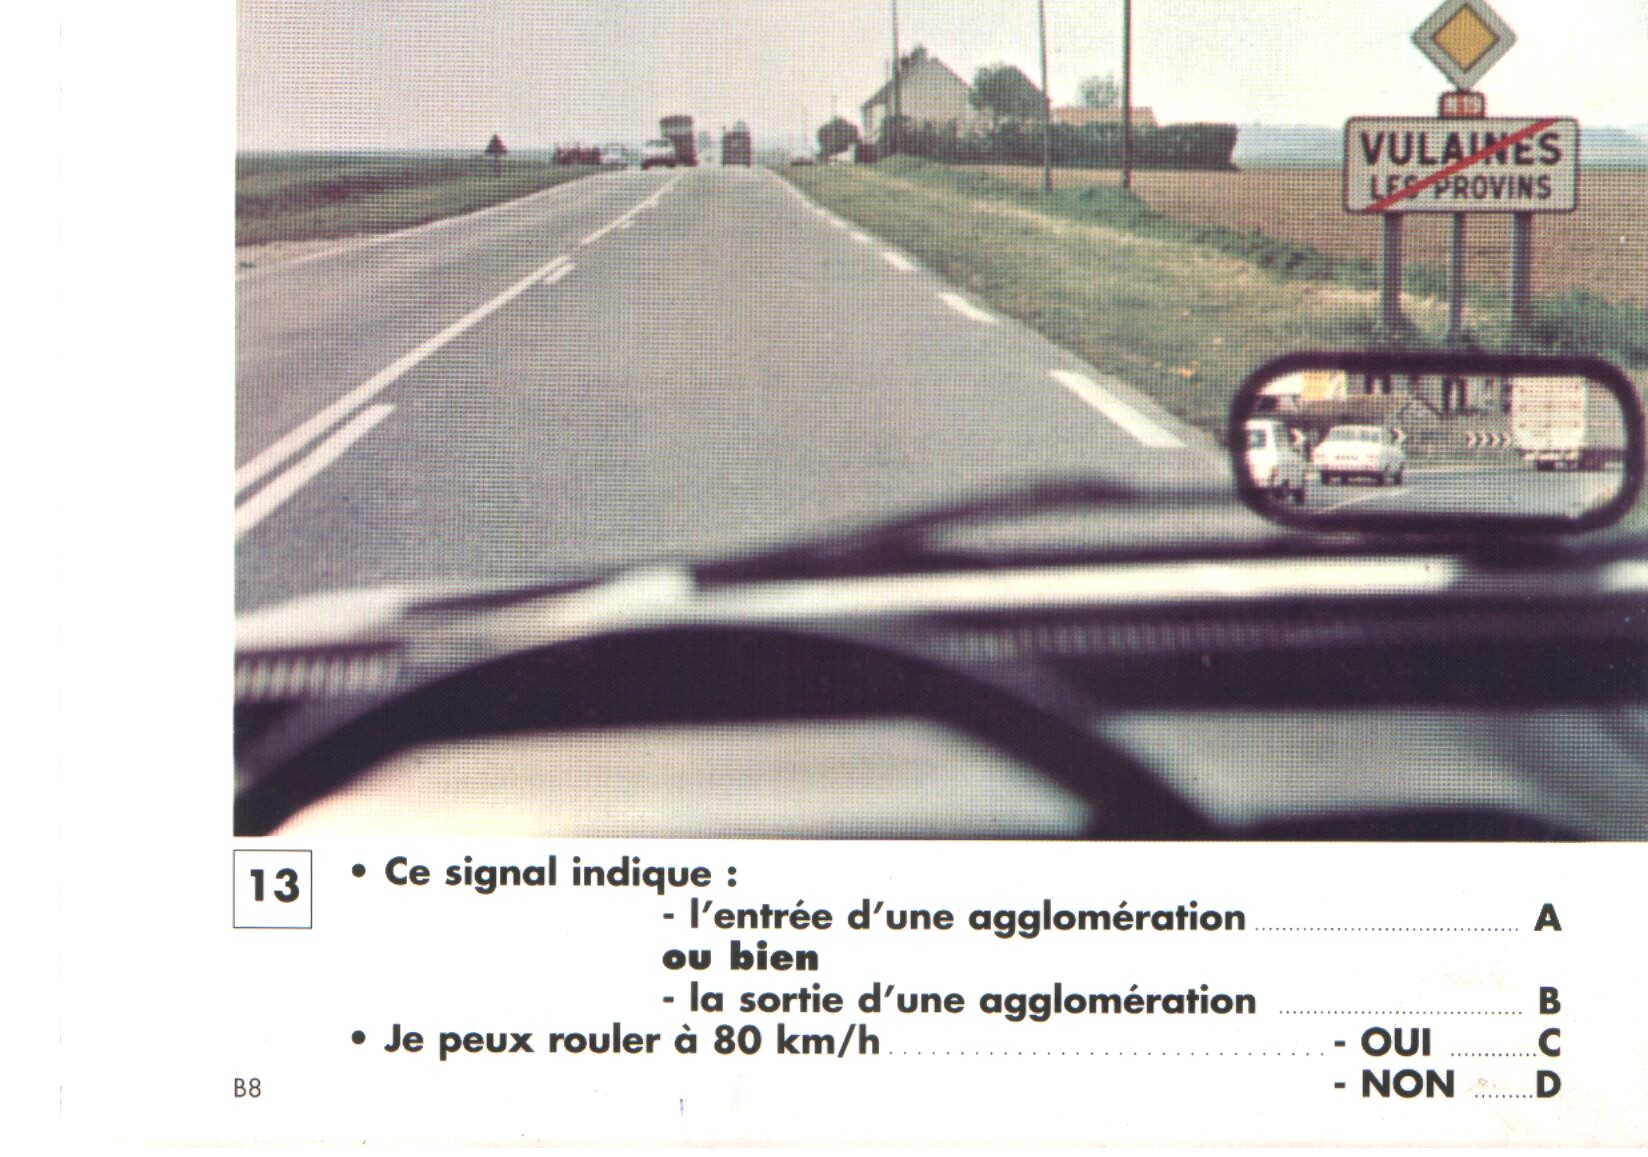 N 19
VULAINES
LES PROVINS
13
• Ce signal indique :
- l'entrée d'une agglomération ........ A
ou bien
- la sortie d'une agglomération ........ B
• Je peux rouler à 80 km/h ........ - OUI ........ C
- NON ........ D
B8